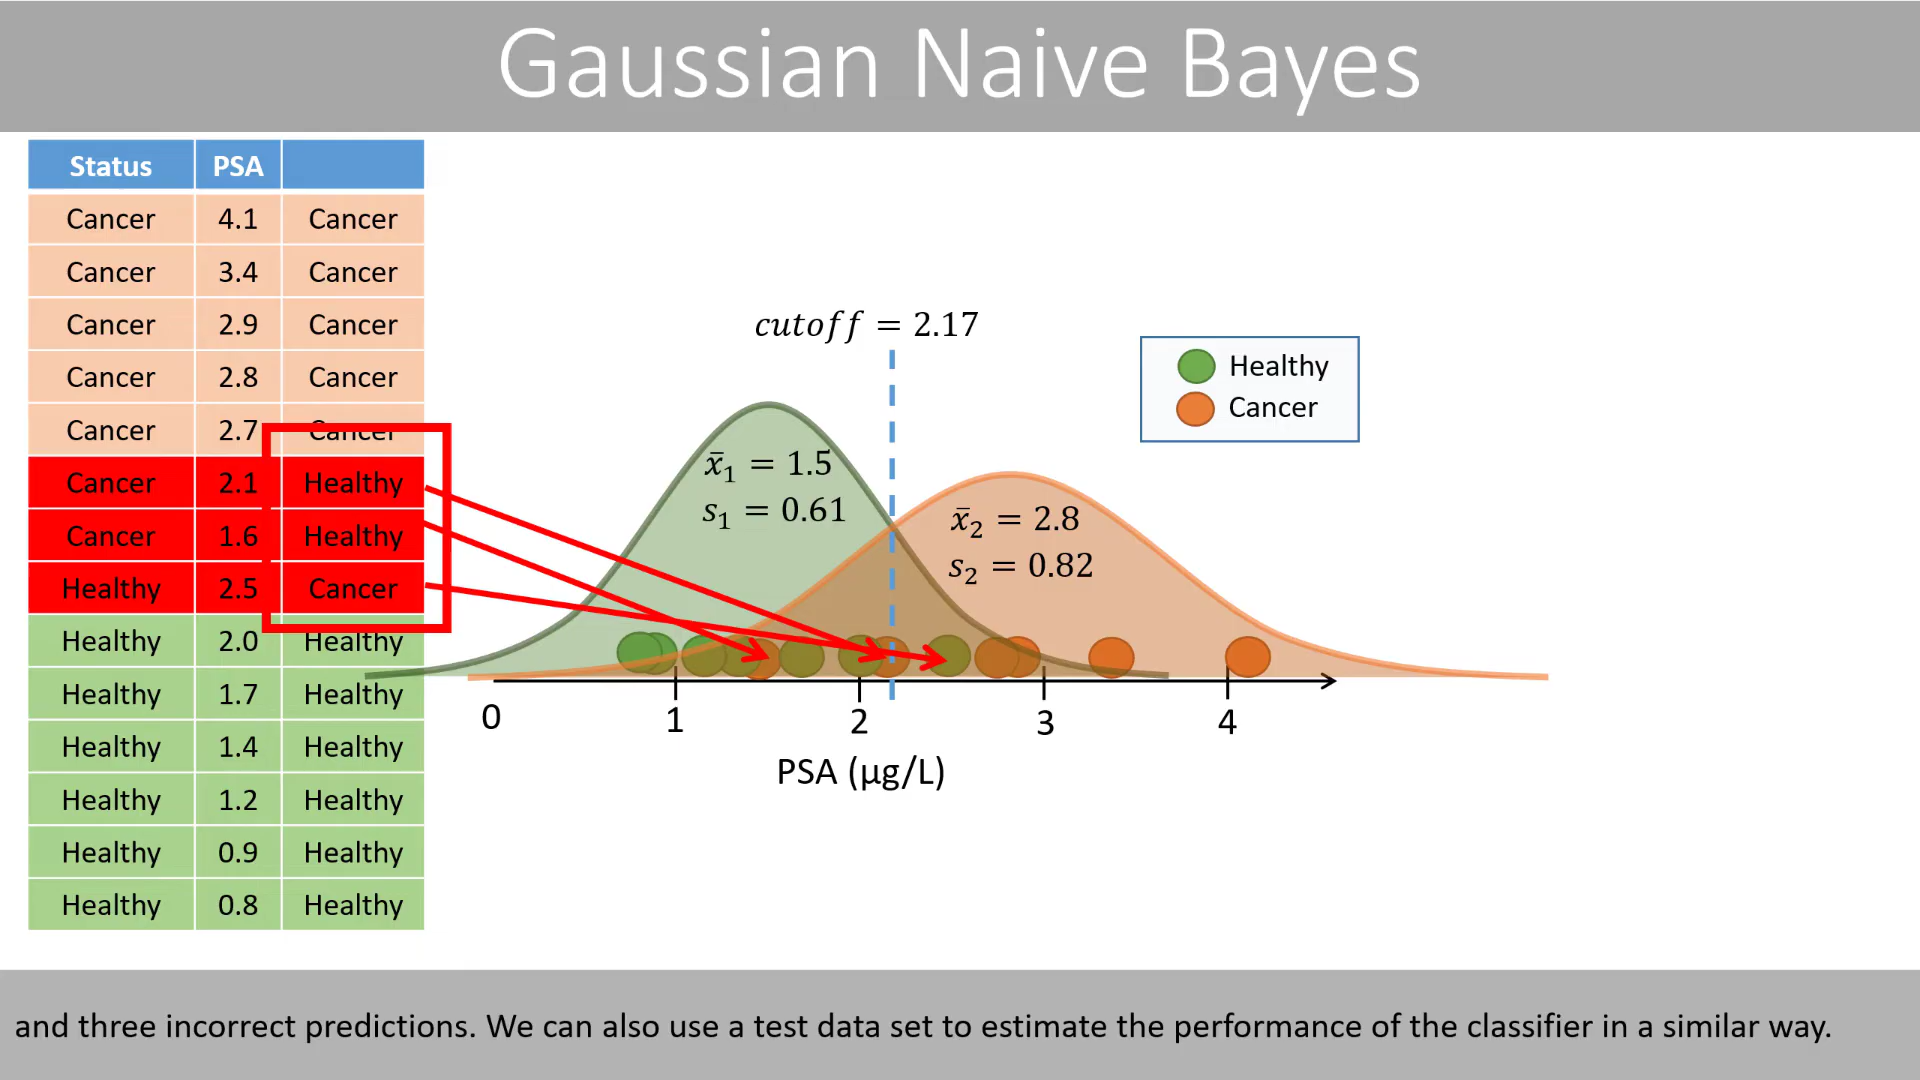 Gaussian Naive Bayes
Status PSA
Cancer 4.1 Cancer
Cancer 3.4 Cancer
Cancer 2.9 Cancer
Cancer 2.8 Cancer
Cancer 2.7 Cancer
Cancer 2.1 Healthy
Cancer 1.6 Healthy
Healthy 2.5 Cancer
Healthy 2.0 Healthy
Healthy 1.7 Healthy
Healthy 1.4 Healthy
Healthy 1.2 Healthy
Healthy 0.9 Healthy
Healthy 0.8 Healthy
cutoff = 2.17
x̄₁ = 1.5
s₁ = 0.61
x̄₂ = 2.8
s₂ = 0.82
Healthy
Cancer
0 1 2 3 4
PSA (µg/L)
and three incorrect predictions. We can also use a test data set to estimate the performance of the classifier in a similar way.